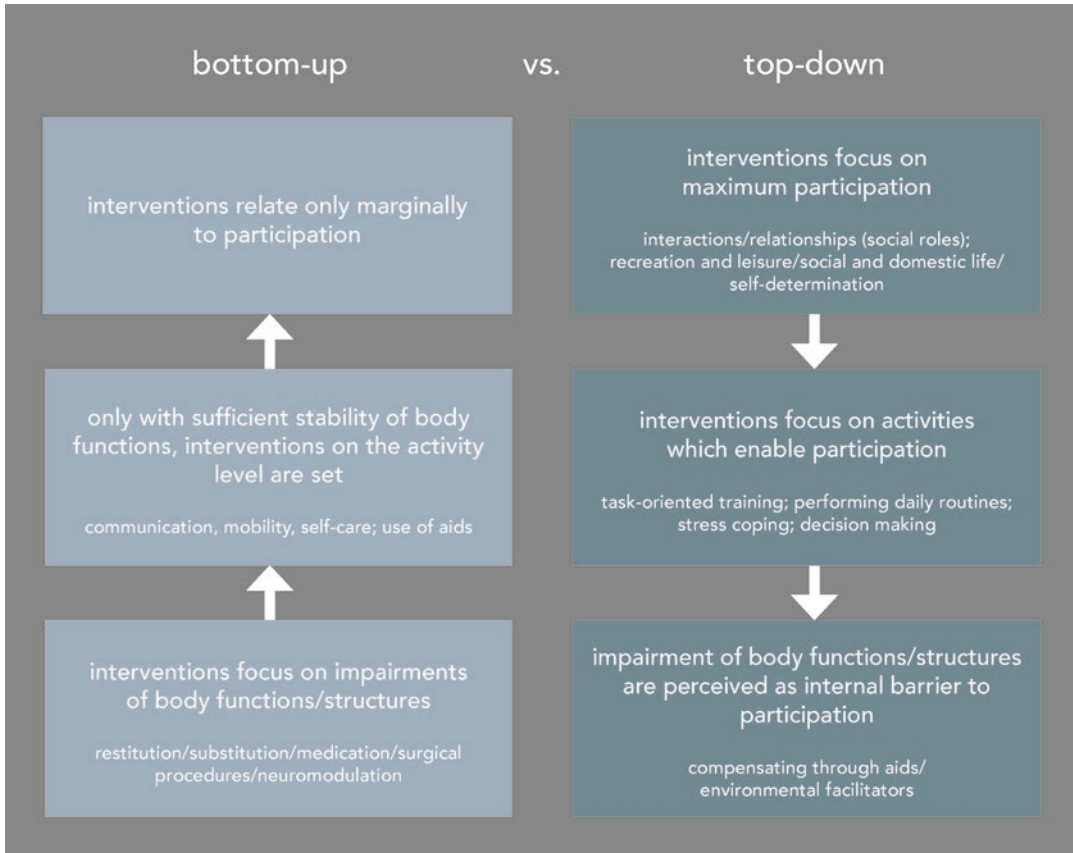 bottom-up vs. top-down
interventions relate only marginally
to participation
only with sufficient stability of body
functions, interventions on the activity
level are set
communication, mobility, self-care; use of aids
interventions focus on impairments
of body functions/structures
restitution/substitution/medication/surgical
procedures/neuromodulation
interventions focus on
maximum participation
interactions/relationships (social roles);
recreation and leisure/social and domestic life/
self-determination
interventions focus on activities
which enable participation
task-oriented training; performing daily routines;
stress coping; decision making
impairment of body functions/structures
are perceived as internal barrier to
participation
compensating through aids/
environmental facilitators